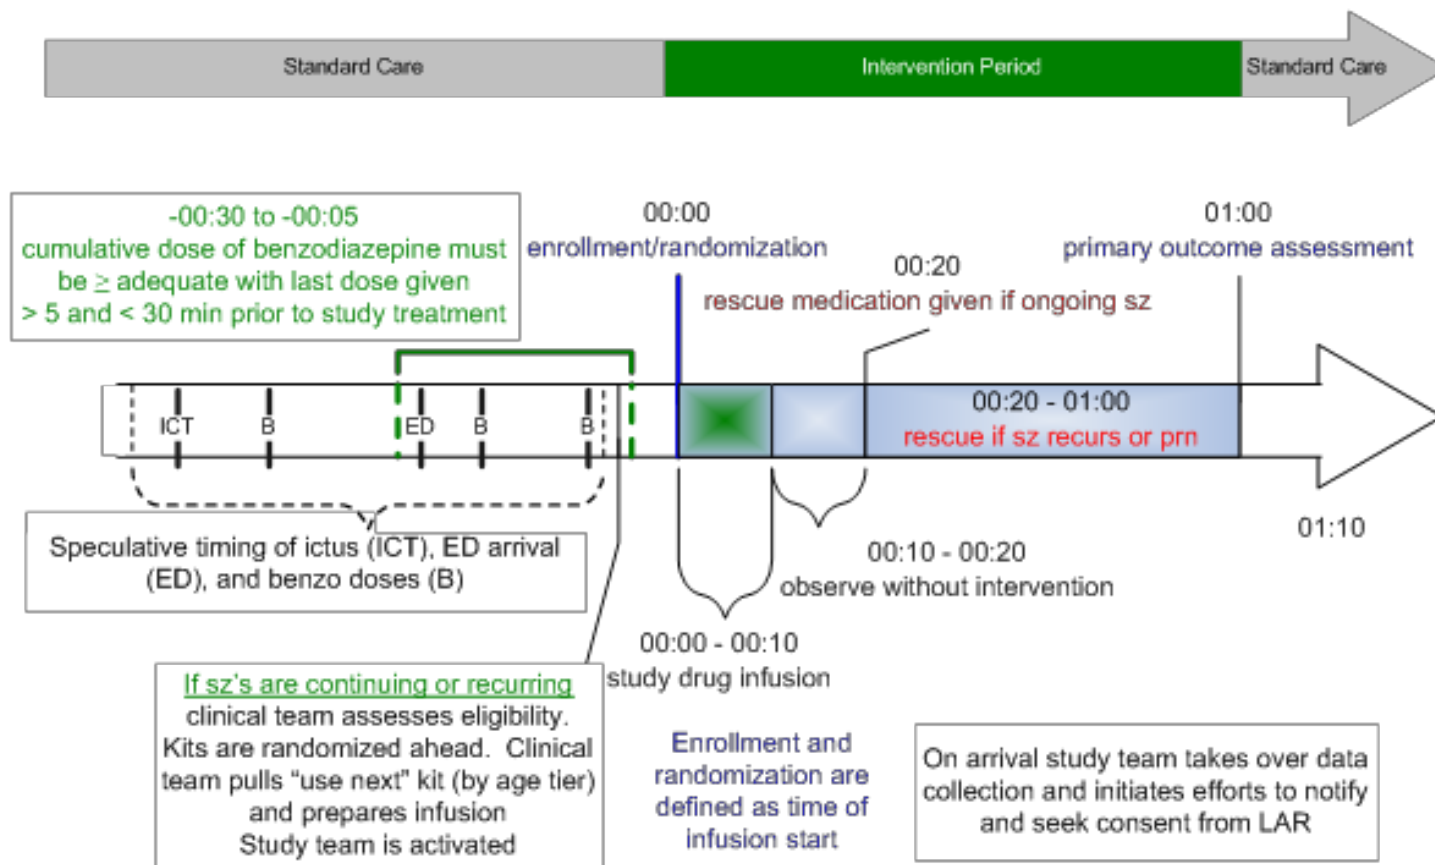 Standard Care
Intervention Period
Standard Care
-00:30 to -00:05
cumulative dose of benzodiazepine must
be ≥ adequate with last dose given
> 5 and < 30 min prior to study treatment
00:00
enrollment/randomization
00:20
rescue medication given if ongoing sz
01:00
primary outcome assessment
ICT
B
ED
B
B
00:20 - 01:00
rescue if sz recurs or prn
01:10
Speculative timing of ictus (ICT), ED arrival
(ED), and benzo doses (B)
00:10 - 00:20
observe without intervention
00:00 - 00:10
study drug infusion
If sz's are continuing or recurring
clinical team assesses eligibility.
Kits are randomized ahead. Clinical
team pulls “use next” kit (by age tier)
and prepares infusion
Study team is activated
Enrollment and
randomization are
defined as time of
infusion start
On arrival study team takes over data
collection and initiates efforts to notify
and seek consent from LAR